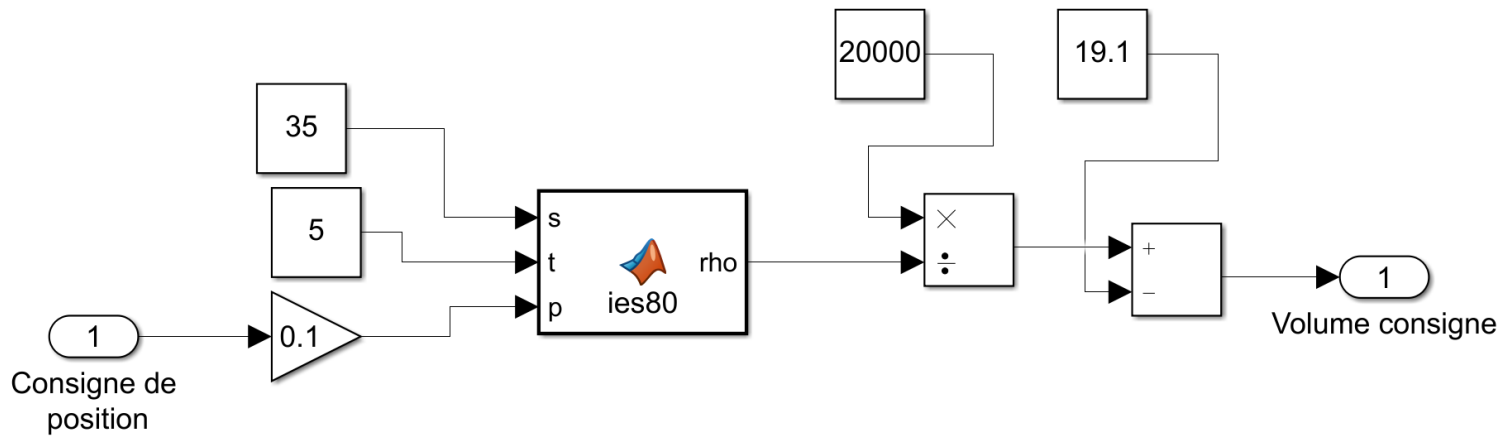 20000
19.1
35
5
s
t
p
rho
ies80
×
÷
+
−
1
0.1
Consigne de
position
1
Volume consigne